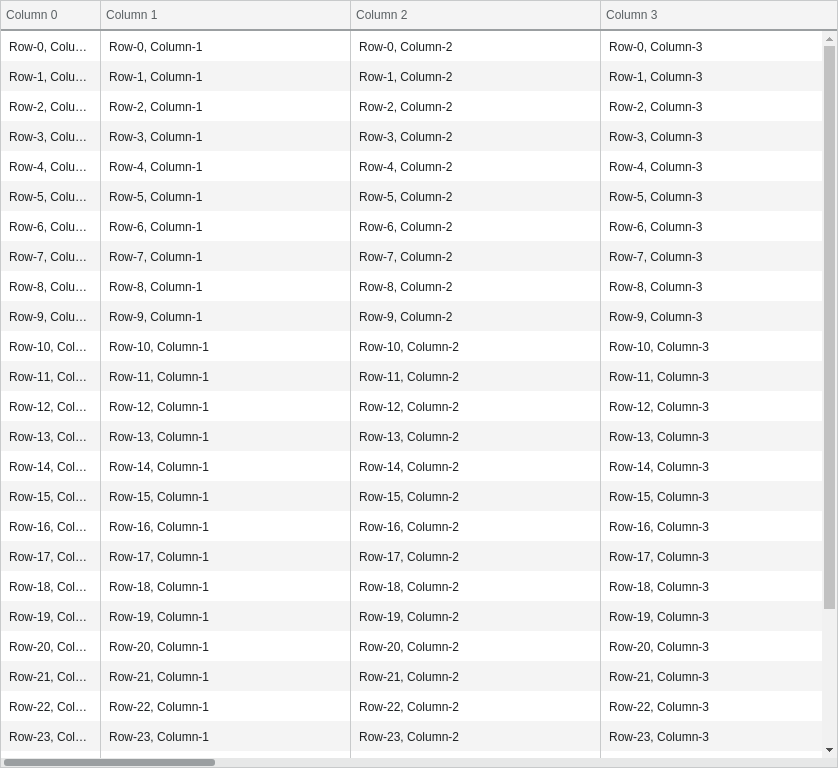 Column 0 Column 1 Column 2 Column 3
Row-0, Colu... Row-0, Column-1 Row-0, Column-2 Row-0, Column-3
Row-1, Colu... Row-1, Column-1 Row-1, Column-2 Row-1, Column-3
Row-2, Colu... Row-2, Column-1 Row-2, Column-2 Row-2, Column-3
Row-3, Colu... Row-3, Column-1 Row-3, Column-2 Row-3, Column-3
Row-4, Colu... Row-4, Column-1 Row-4, Column-2 Row-4, Column-3
Row-5, Colu... Row-5, Column-1 Row-5, Column-2 Row-5, Column-3
Row-6, Colu... Row-6, Column-1 Row-6, Column-2 Row-6, Column-3
Row-7, Colu... Row-7, Column-1 Row-7, Column-2 Row-7, Column-3
Row-8, Colu... Row-8, Column-1 Row-8, Column-2 Row-8, Column-3
Row-9, Colu... Row-9, Column-1 Row-9, Column-2 Row-9, Column-3
Row-10, Col... Row-10, Column-1 Row-10, Column-2 Row-10, Column-3
Row-11, Col... Row-11, Column-1 Row-11, Column-2 Row-11, Column-3
Row-12, Col... Row-12, Column-1 Row-12, Column-2 Row-12, Column-3
Row-13, Col... Row-13, Column-1 Row-13, Column-2 Row-13, Column-3
Row-14, Col... Row-14, Column-1 Row-14, Column-2 Row-14, Column-3
Row-15, Col... Row-15, Column-1 Row-15, Column-2 Row-15, Column-3
Row-16, Col... Row-16, Column-1 Row-16, Column-2 Row-16, Column-3
Row-17, Col... Row-17, Column-1 Row-17, Column-2 Row-17, Column-3
Row-18, Col... Row-18, Column-1 Row-18, Column-2 Row-18, Column-3
Row-19, Col... Row-19, Column-1 Row-19, Column-2 Row-19, Column-3
Row-20, Col... Row-20, Column-1 Row-20, Column-2 Row-20, Column-3
Row-21, Col... Row-21, Column-1 Row-21, Column-2 Row-21, Column-3
Row-22, Col... Row-22, Column-1 Row-22, Column-2 Row-22, Column-3
Row-23, Col... Row-23, Column-1 Row-23, Column-2 Row-23, Column-3